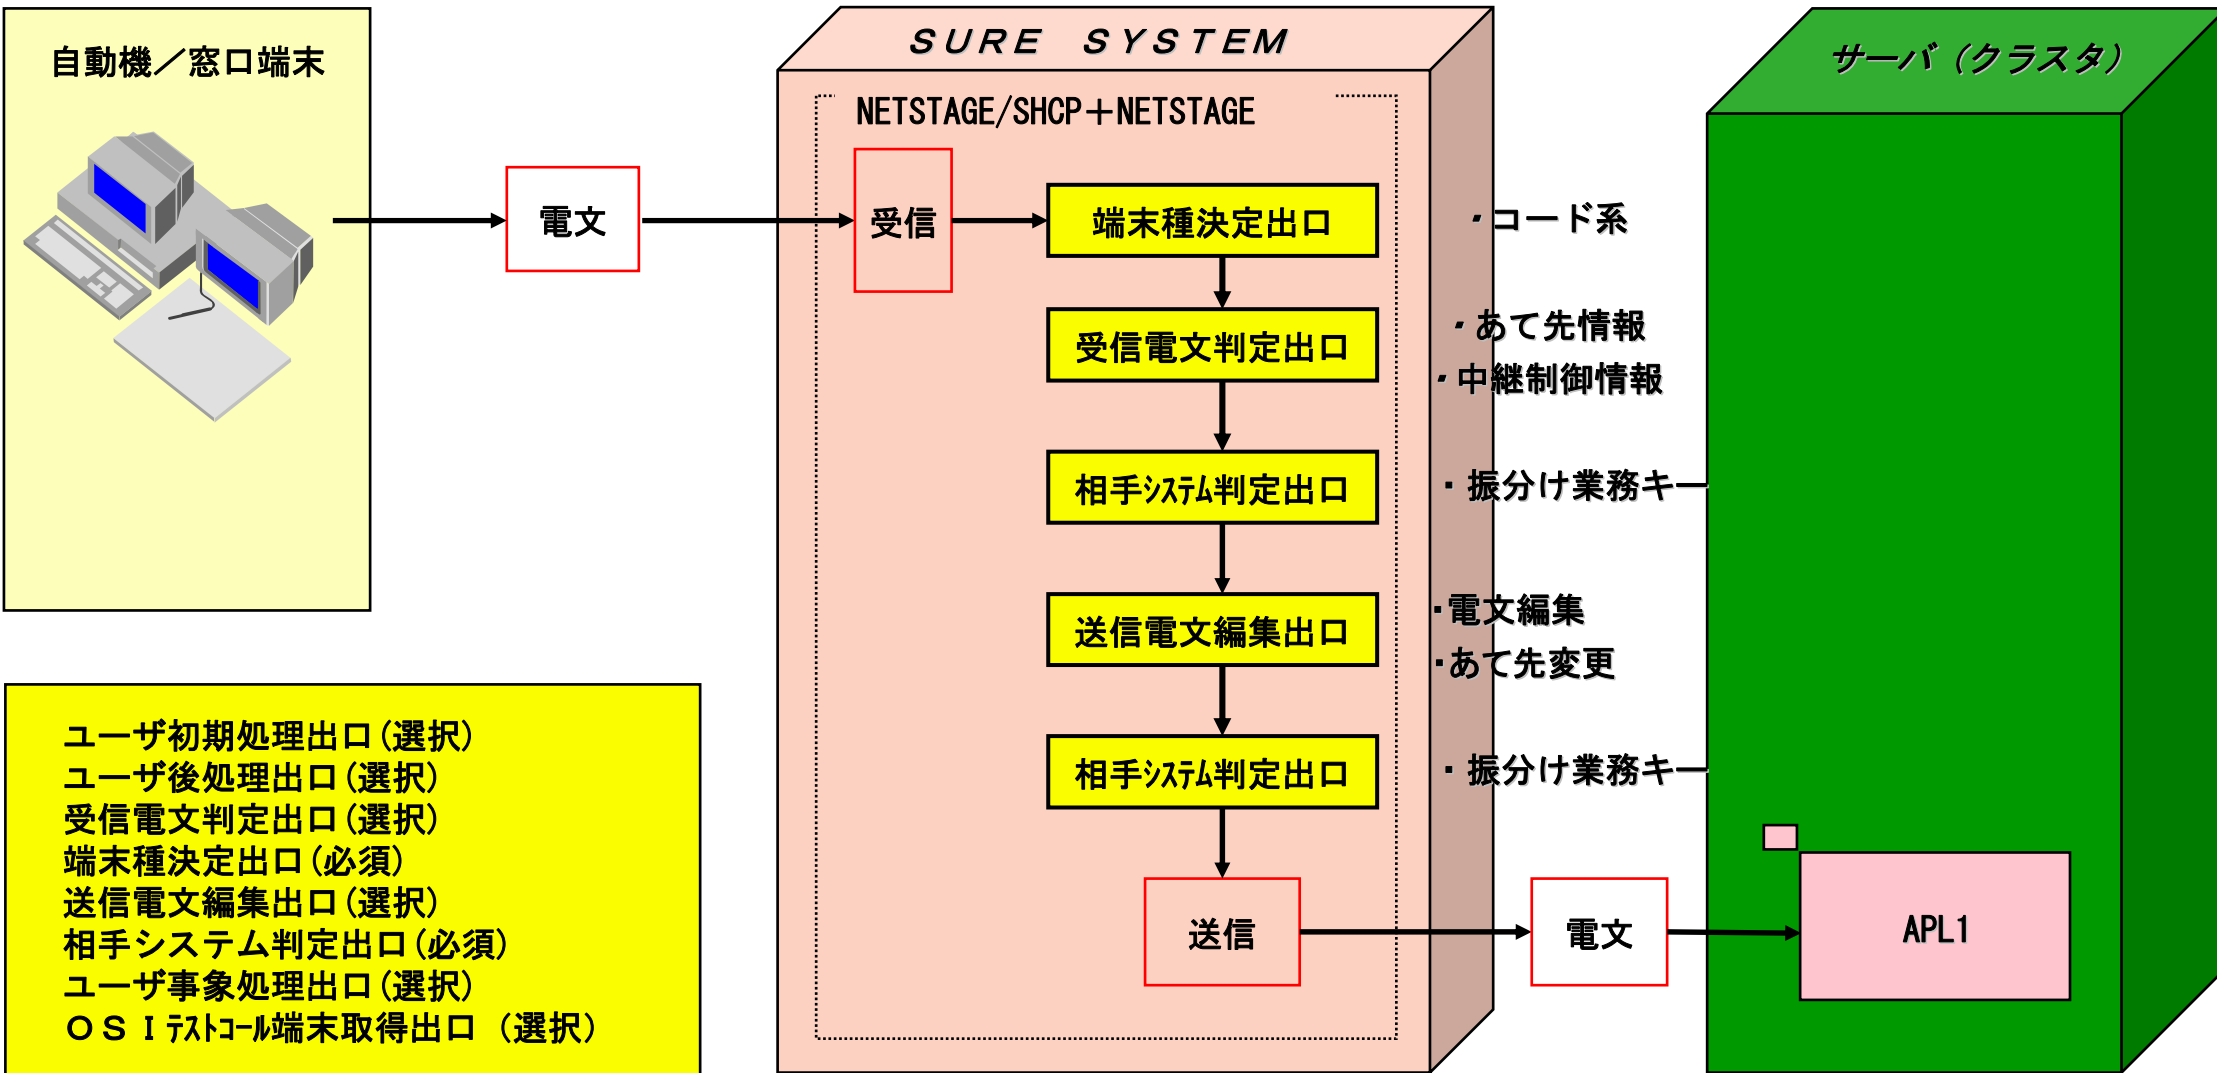 自動機／窓口端末
電文
ＳＵＲＥ　ＳＹＳＴＥＭ
NETSTAGE/SHCP＋NETSTAGE
受信
端末種決定出口
・コード系
受信電文判定出口
・あて先情報
・中継制御情報
相手ｼｽﾃﾑ判定出口
・振分け業務キー
送信電文編集出口
・電文編集
・あて先変更
相手ｼｽﾃﾑ判定出口
・振分け業務キー
送信
電文
サーバ（クラスタ）
APL1
ユーザ初期処理出口(選択)
ユーザ後処理出口(選択)
受信電文判定出口(選択)
端末種決定出口(必須)
送信電文編集出口(選択)
相手システム判定出口(必須)
ユーザ事象処理出口(選択)
ＯＳＩﾃｽﾄｺｰﾙ端末取得出口（選択）